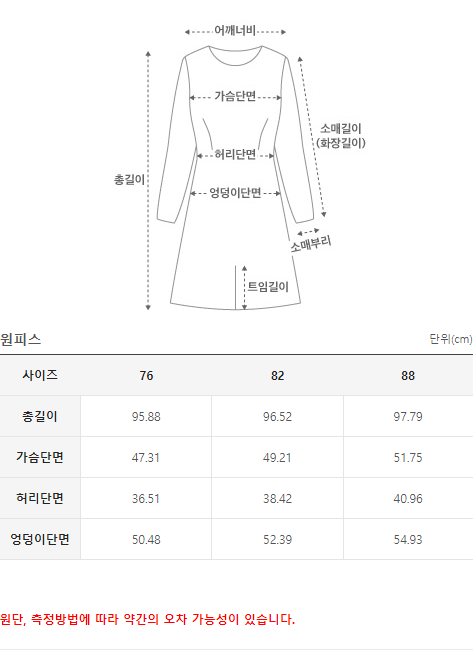 어깨너비
가슴단면
소매길이
(화장길이)
허리단면
총길이
엉덩이단면
소매부리
트임길이
원피스 단위(cm)
사이즈 76 82 88
총길이 95.88 96.52 97.79
가슴단면 47.31 49.21 51.75
허리단면 36.51 38.42 40.96
엉덩이단면 50.48 52.39 54.93
원단, 측정방법에 따라 약간의 오차 가능성이 있습니다.